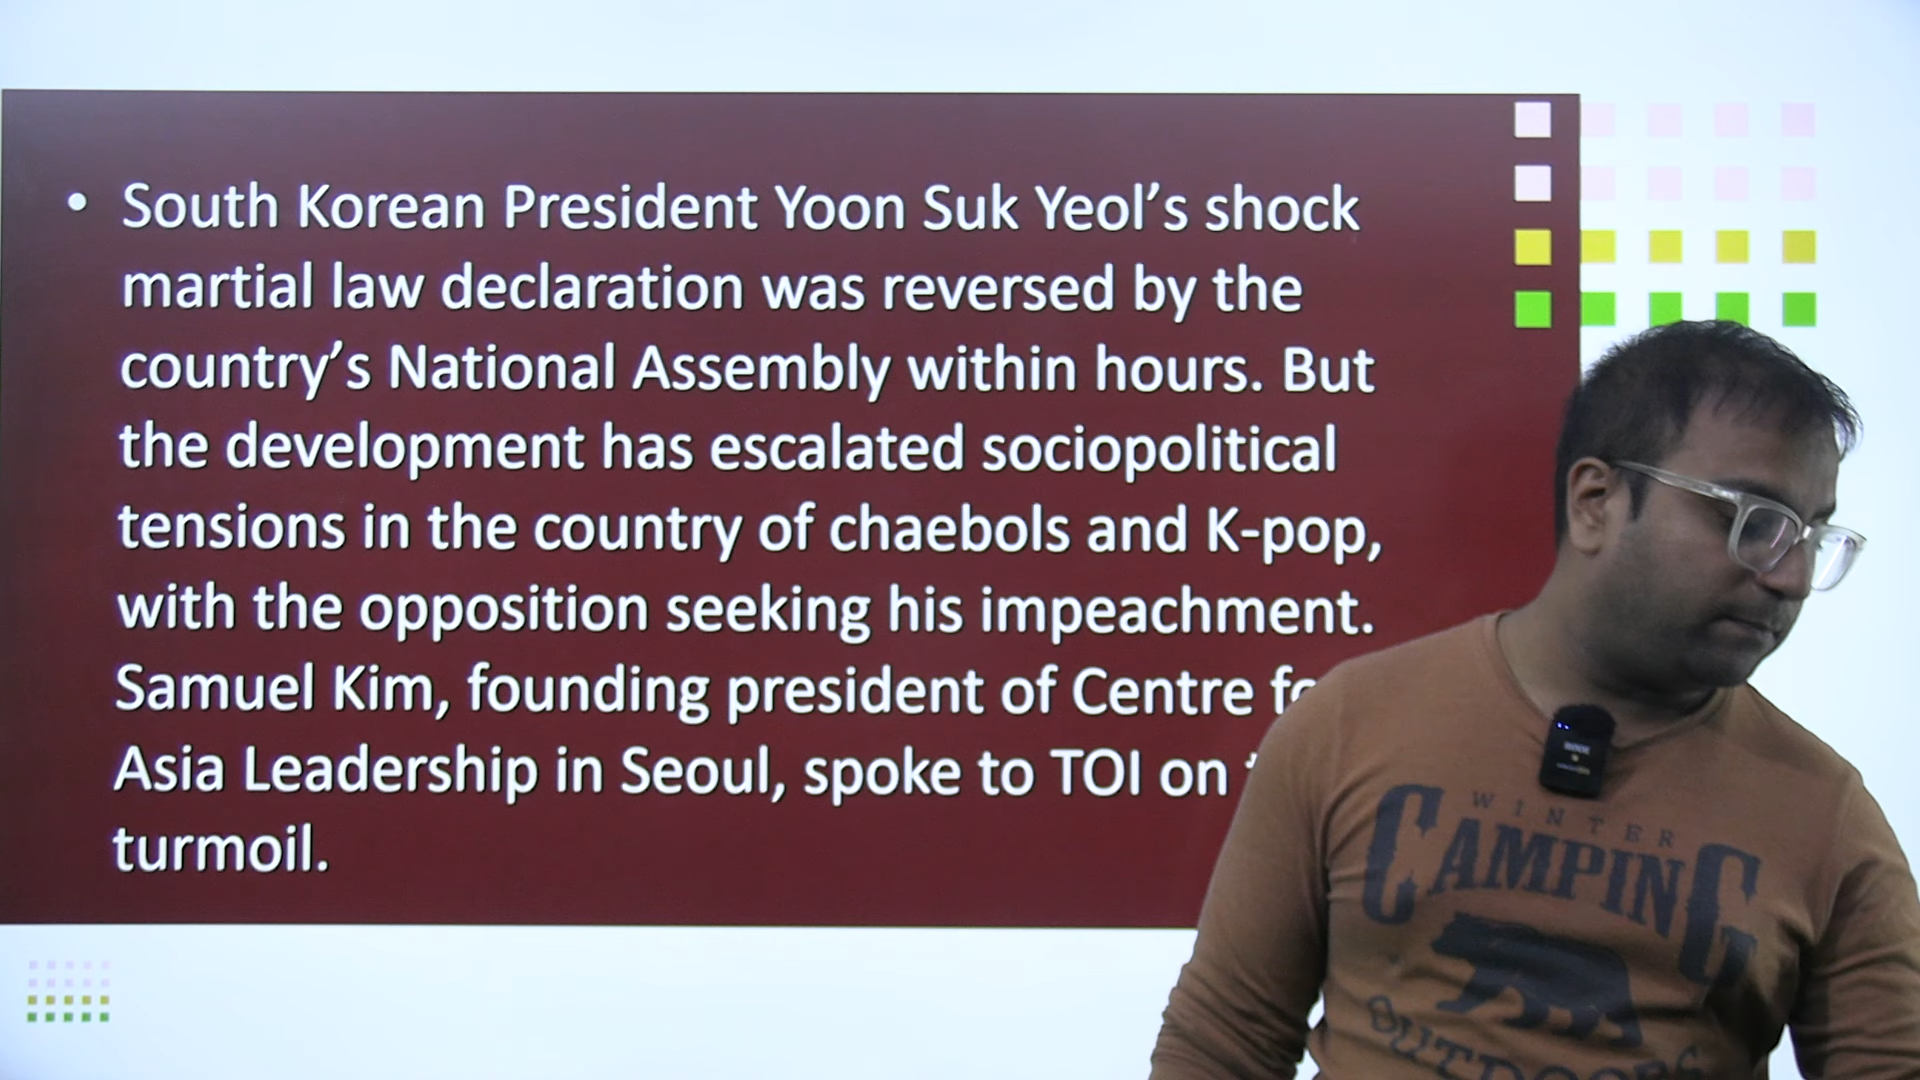 • South Korean President Yoon Suk Yeol's shock
martial law declaration was reversed by the
country's National Assembly within hours. But
the development has escalated sociopolitical
tensions in the country of chaebols and K-pop,
with the opposition seeking his impeachment.
Samuel Kim, founding president of Centre
Asia Leadership in Seoul, spoke to TOI on
turmoil.
RODE
WINTER
CAMPING
OUTDOORS